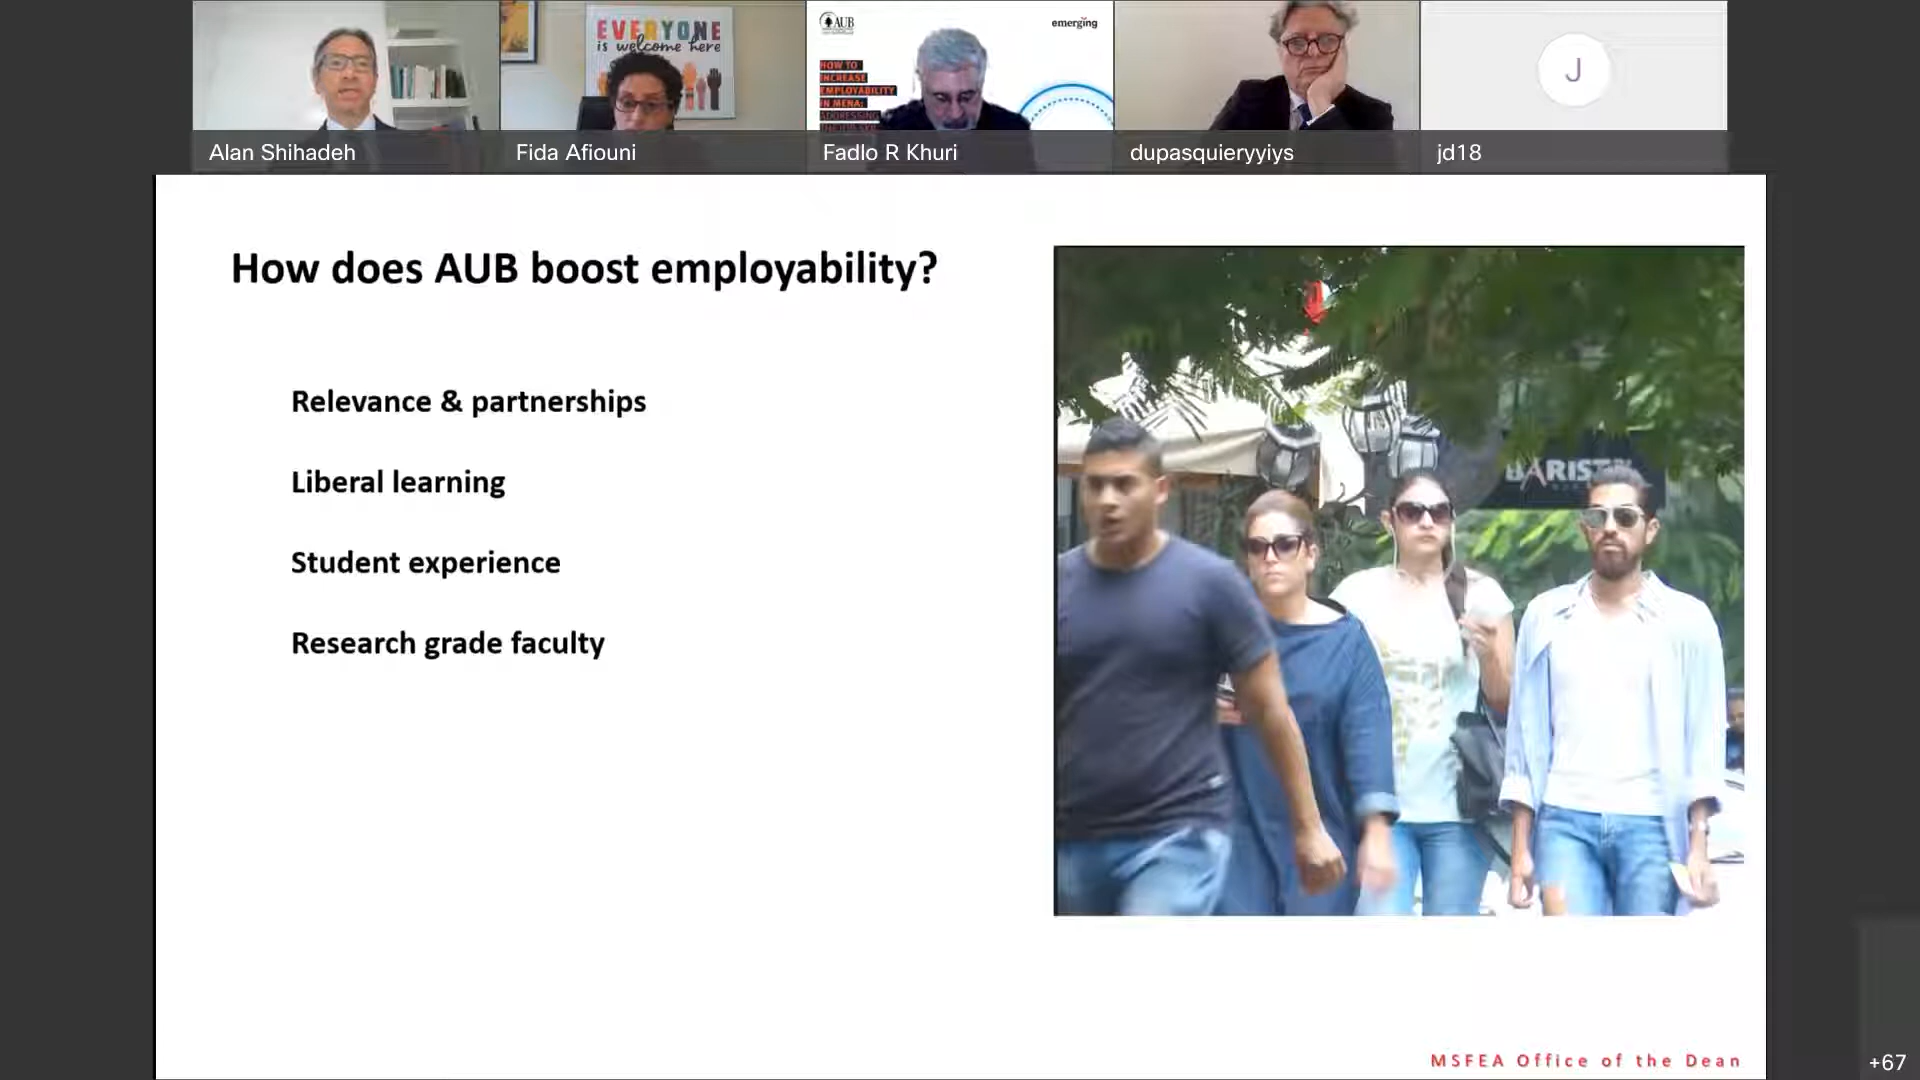 EVERYONE
is welcome here
AUB
emerging
HOW TO
INCREASE
EMPLOYABILITY
IN MENA:
ADDRESSING
Alan Shihadeh
Fida Afiouni
Fadlo R Khuri
dupasquieryyiys
J
jd18
How does AUB boost employability?
Relevance & partnerships
Liberal learning
Student experience
Research grade faculty
BARISTA
MSFEA Office of the Dean
+67